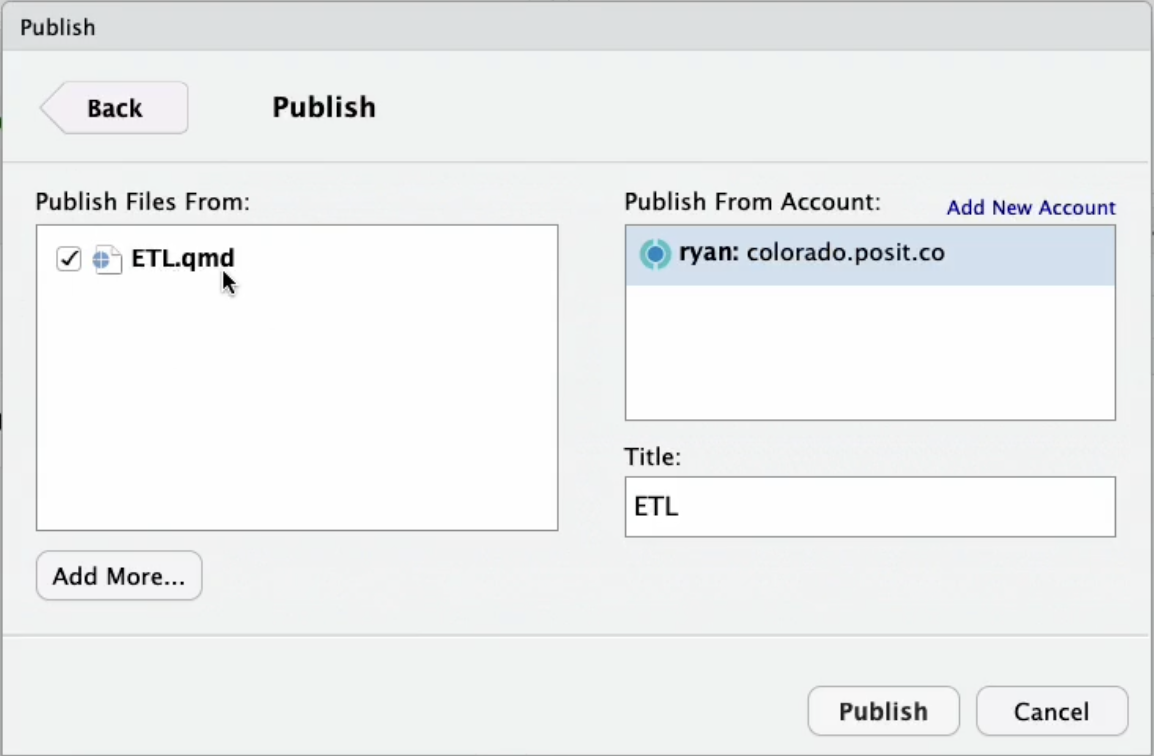 Publish
Back
Publish
Publish Files From:
ETL.qmd
Add More...
Publish From Account:
Add New Account
ryan: colorado.posit.co
Title:
ETL
Publish
Cancel